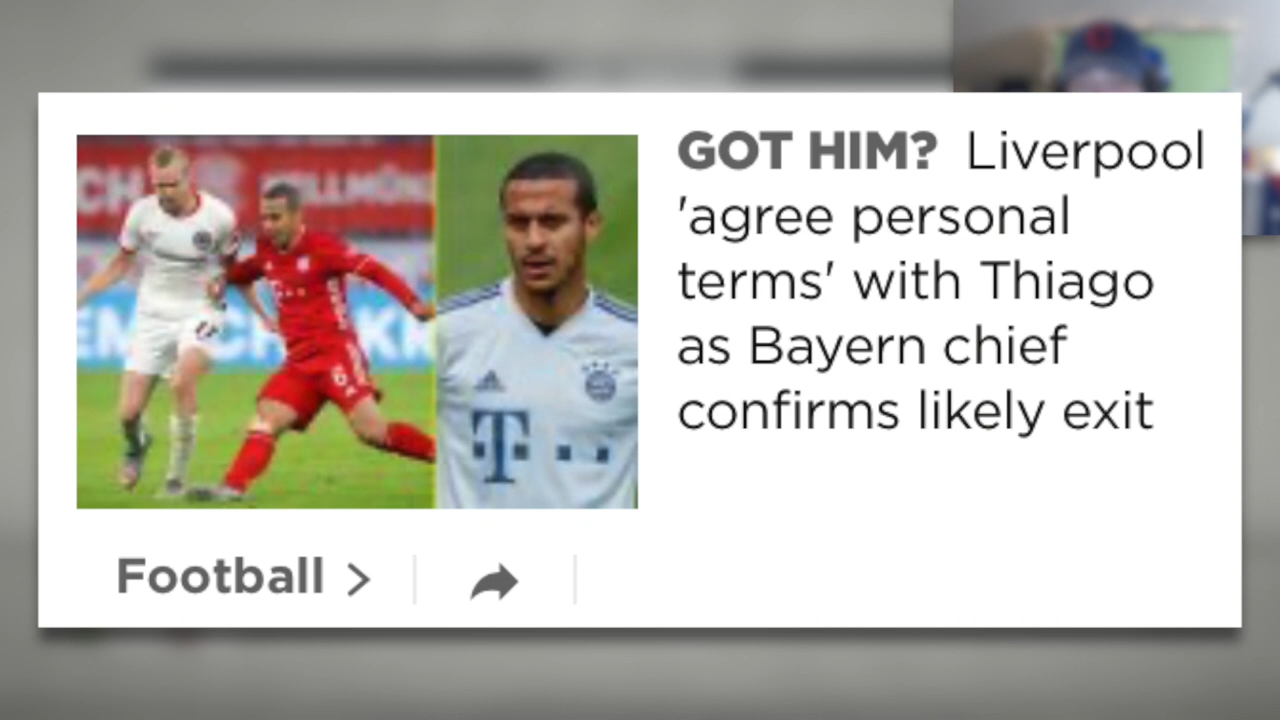 GOT HIM? Liverpool
'agree personal
terms' with Thiago
as Bayern chief
confirms likely exit
Football >